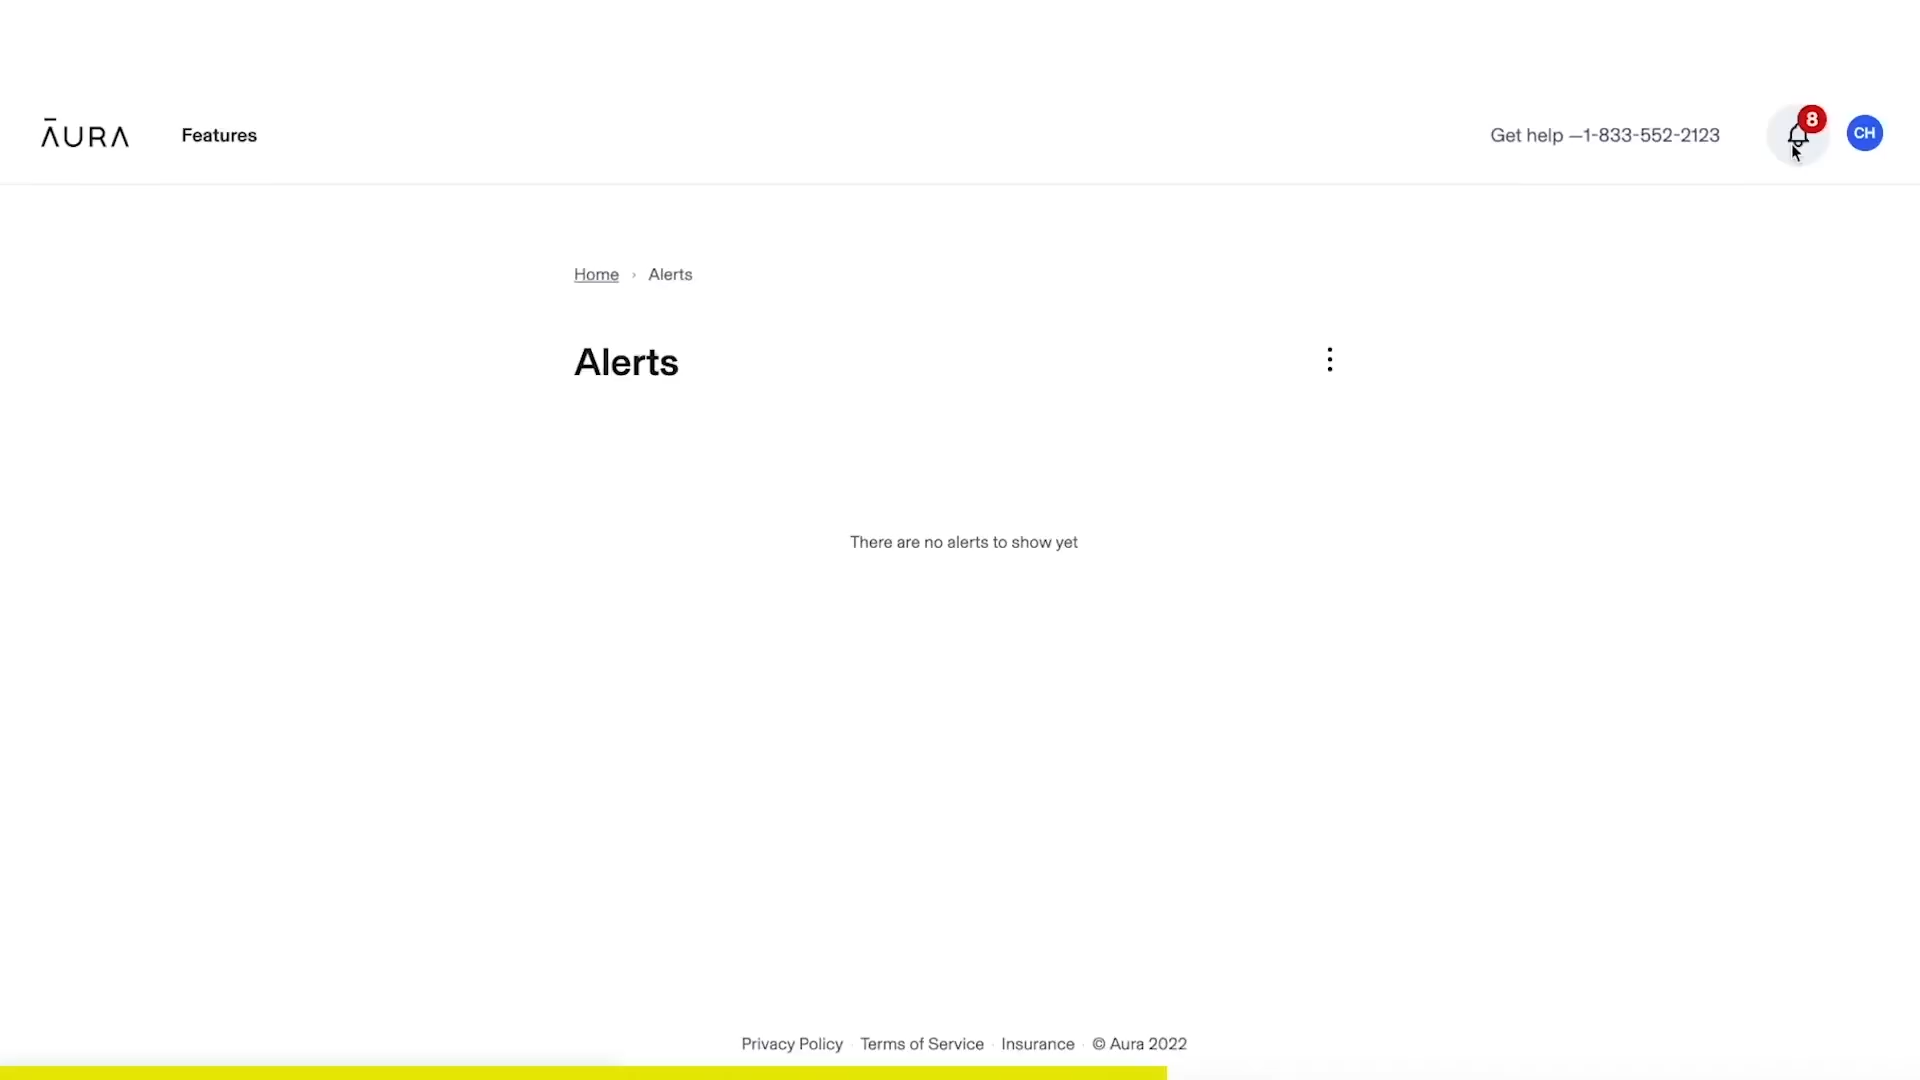 ĀURA Features Get help —1-833-552-2123 8 CH
Home › Alerts
Alerts
There are no alerts to show yet
Privacy Policy · Terms of Service · Insurance · © Aura 2022